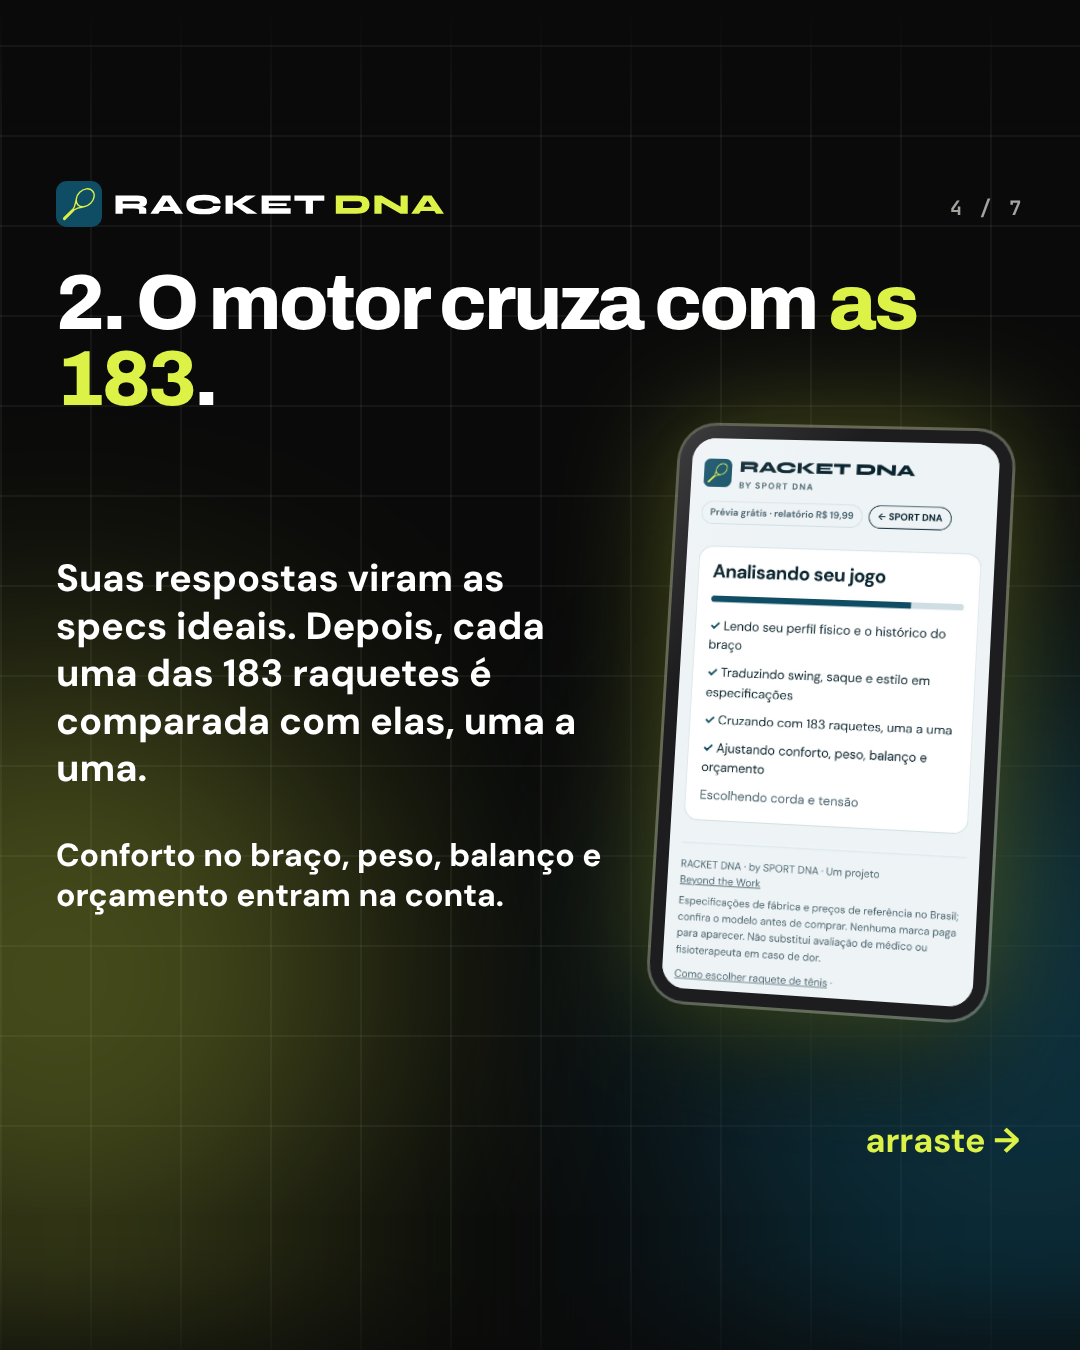 RACKET DNA
4 / 7
2. O motor cruza com as
183.
Suas respostas viram as
specs ideais. Depois, cada
uma das 183 raquetes é
comparada com elas, uma a
uma.
Conforto no braço, peso, balanço e
orçamento entram na conta.
RACKET DNA
BY SPORT DNA
Prévia grátis · relatório R$ 19,99
← SPORT DNA
Analisando seu jogo
✓ Lendo seu perfil físico e o histórico do
braço
✓ Traduzindo swing, saque e estilo em
especificações
✓ Cruzando com 183 raquetes, uma a uma
✓ Ajustando conforto, peso, balanço e
orçamento
Escolhendo corda e tensão
RACKET DNA · by SPORT DNA · Um projeto
Beyond the Work
Especificações de fábrica e preços de referência no Brasil;
confira o modelo antes de comprar. Nenhuma marca paga
para aparecer. Não substitui avaliação de médico ou
fisioterapeuta em caso de dor.
Como escolher raquete de tênis ·
arraste →